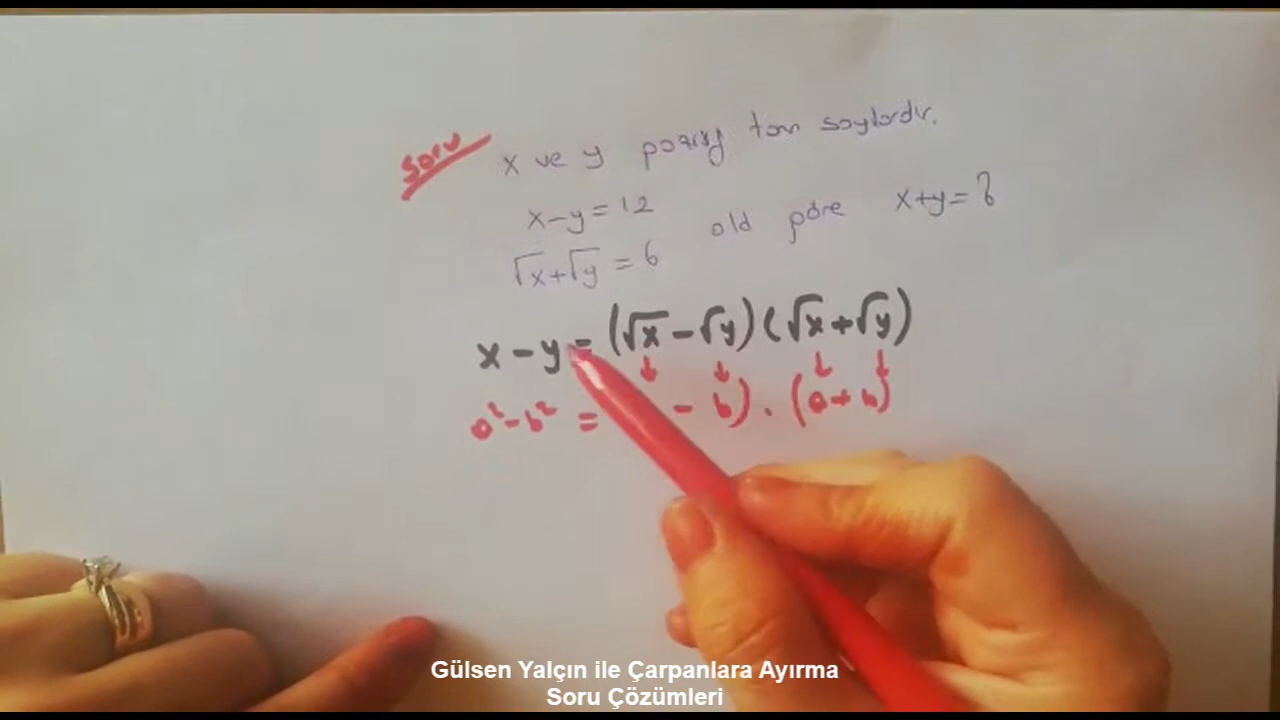 Soru
x ve y pozitif tam sayılardır.
x-y=12
√x+√y=6 old göre x+y=?
x-y=(√x-√y)(√x+√y)
a²-b²= -b).(a+b)
Gülsen Yalçın ile Çarpanlara Ayırma
Soru Çözümleri